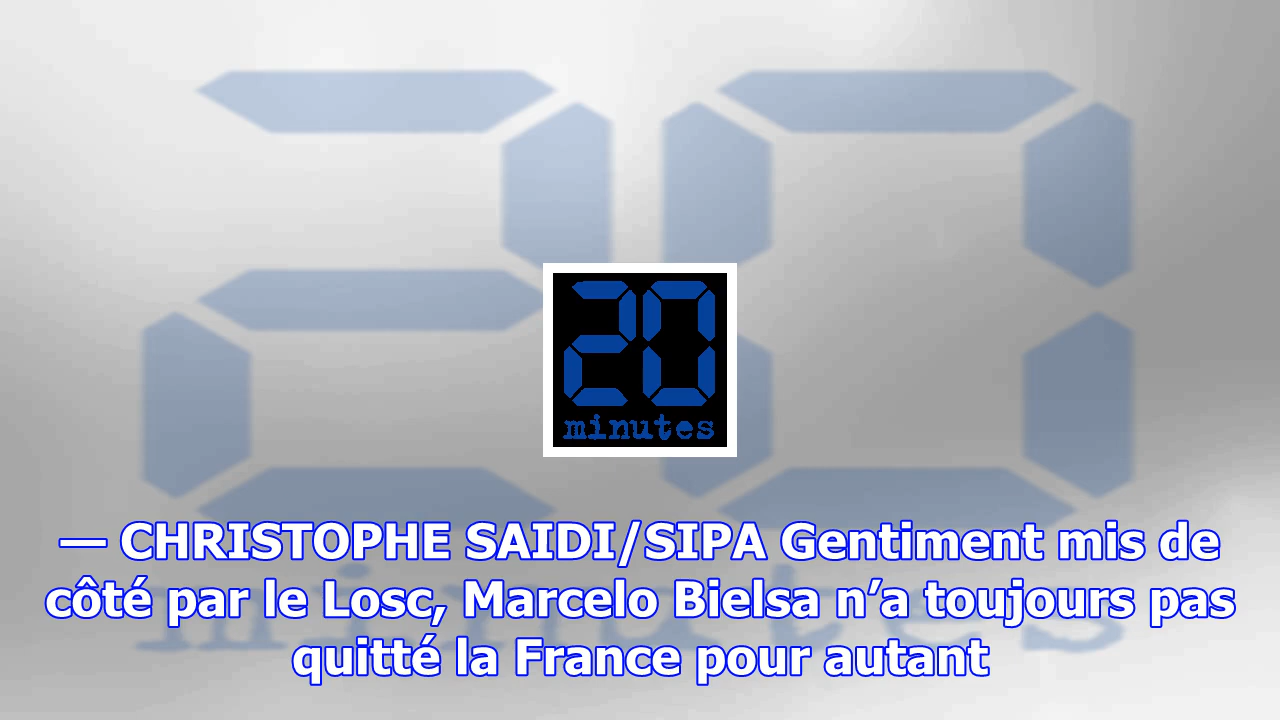 20
minutes
— CHRISTOPHE SAIDI/SIPA Gentiment mis de
côté par le Losc, Marcelo Bielsa n’a toujours pas
quitté la France pour autant